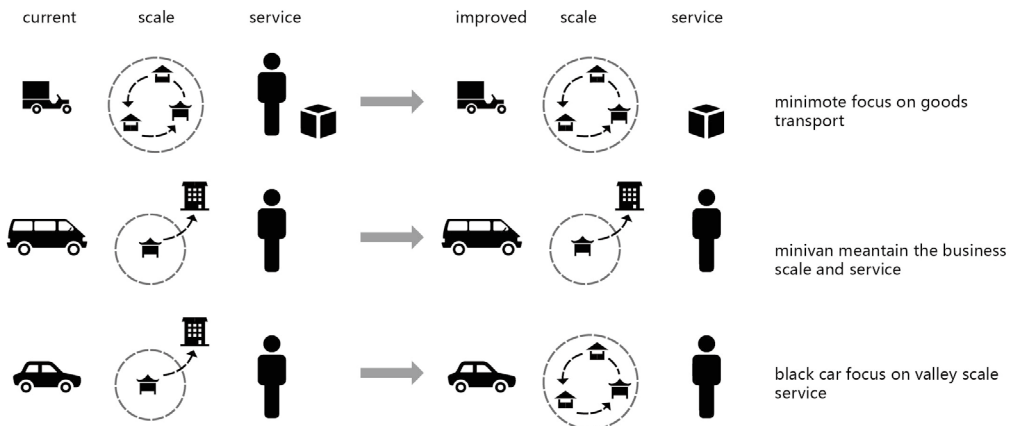 current scale service improved scale service
minimote focus on goods
transport
minivan meantain the business
scale and service
black car focus on valley scale
service